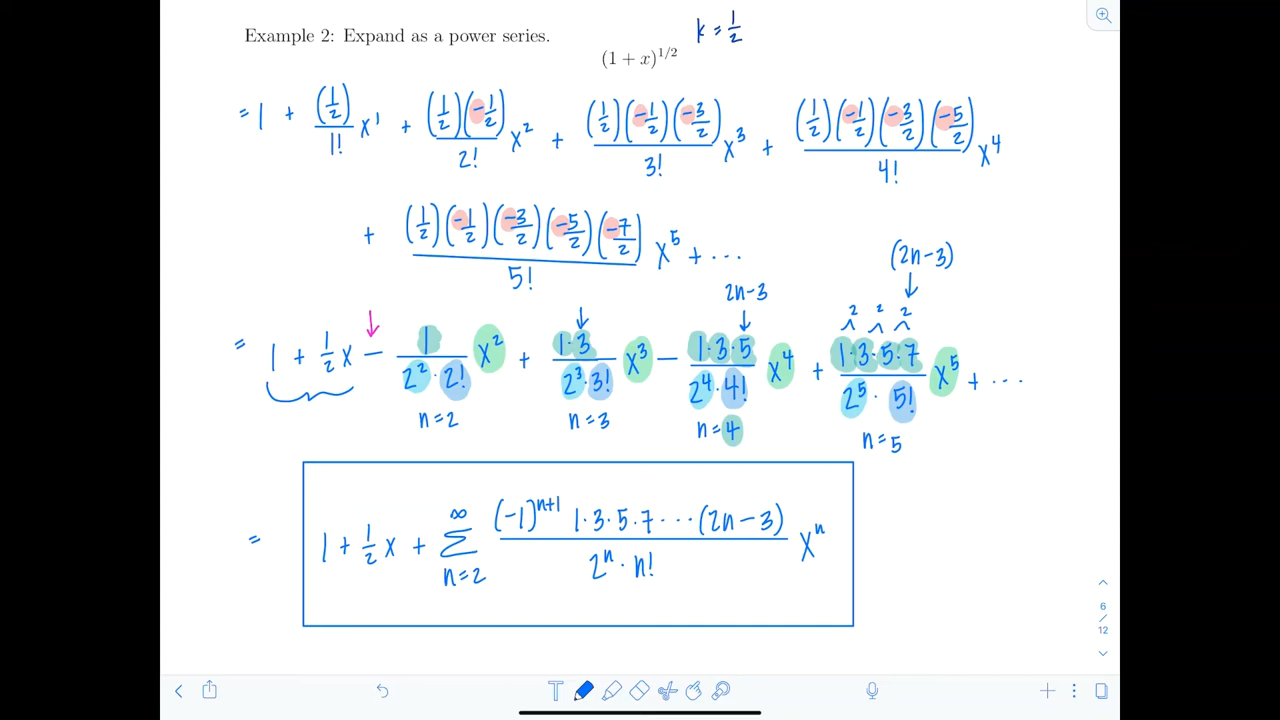 Example 2: Expand as a power series.
k = 1/2
(1 + x)^{1/2}
= 1 + (1/2)/1! x^1 + (1/2)(-1/2)/2! x^2 + (1/2)(-1/2)(-3/2)/3! x^3 + (1/2)(-1/2)(-3/2)(-5/2)/4! x^4
+ (1/2)(-1/2)(-3/2)(-5/2)(-7/2)/5! x^5 + ...
2n-3 (2n-3)
↓ ↓ ↓ 2 2 2 ↓
= 1 + 1/2 x - 1/(2^2 · 2!) x^2 + 1·3/(2^3 · 3!) x^3 - 1·3·5/(2^4 · 4!) x^4 + 1·3·5·7/(2^5 · 5!) x^5 + ...
n=2 n=3 n=4 n=5
= 1 + 1/2 x + ∑_{n=2}^{∞} (-1)^{n+1} 1·3·5·7···(2n-3)/(2^n · n!) x^n
6
/
12
T